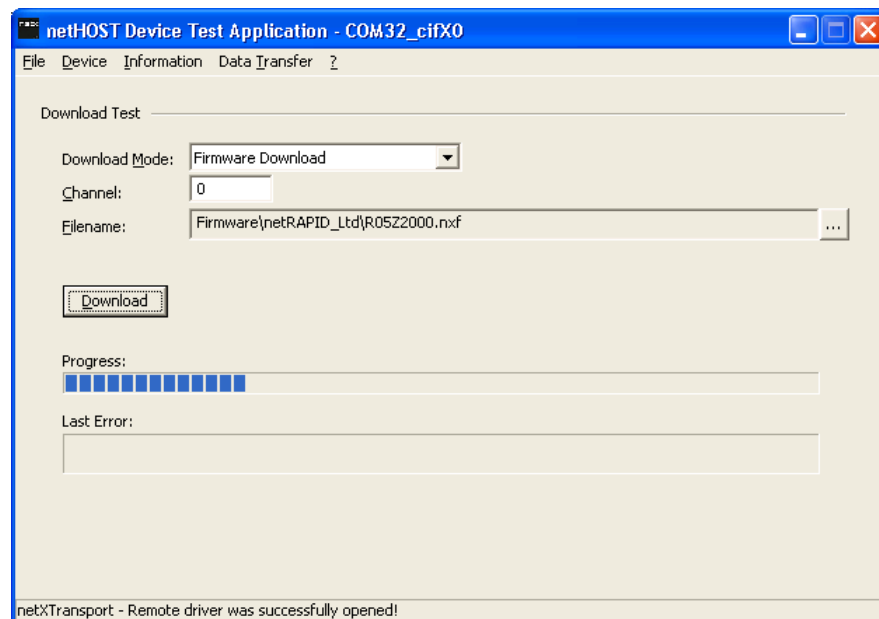 netHOST Device Test Application - COM32_cifX0
File Device Information Data Transfer ?
Download Test
Download Mode: Firmware Download
Channel: 0
Filename: Firmware\netRAPID_Ltd\R05Z2000.nxf ...
Download
Progress:
Last Error:
netXTransport - Remote driver was successfully opened!